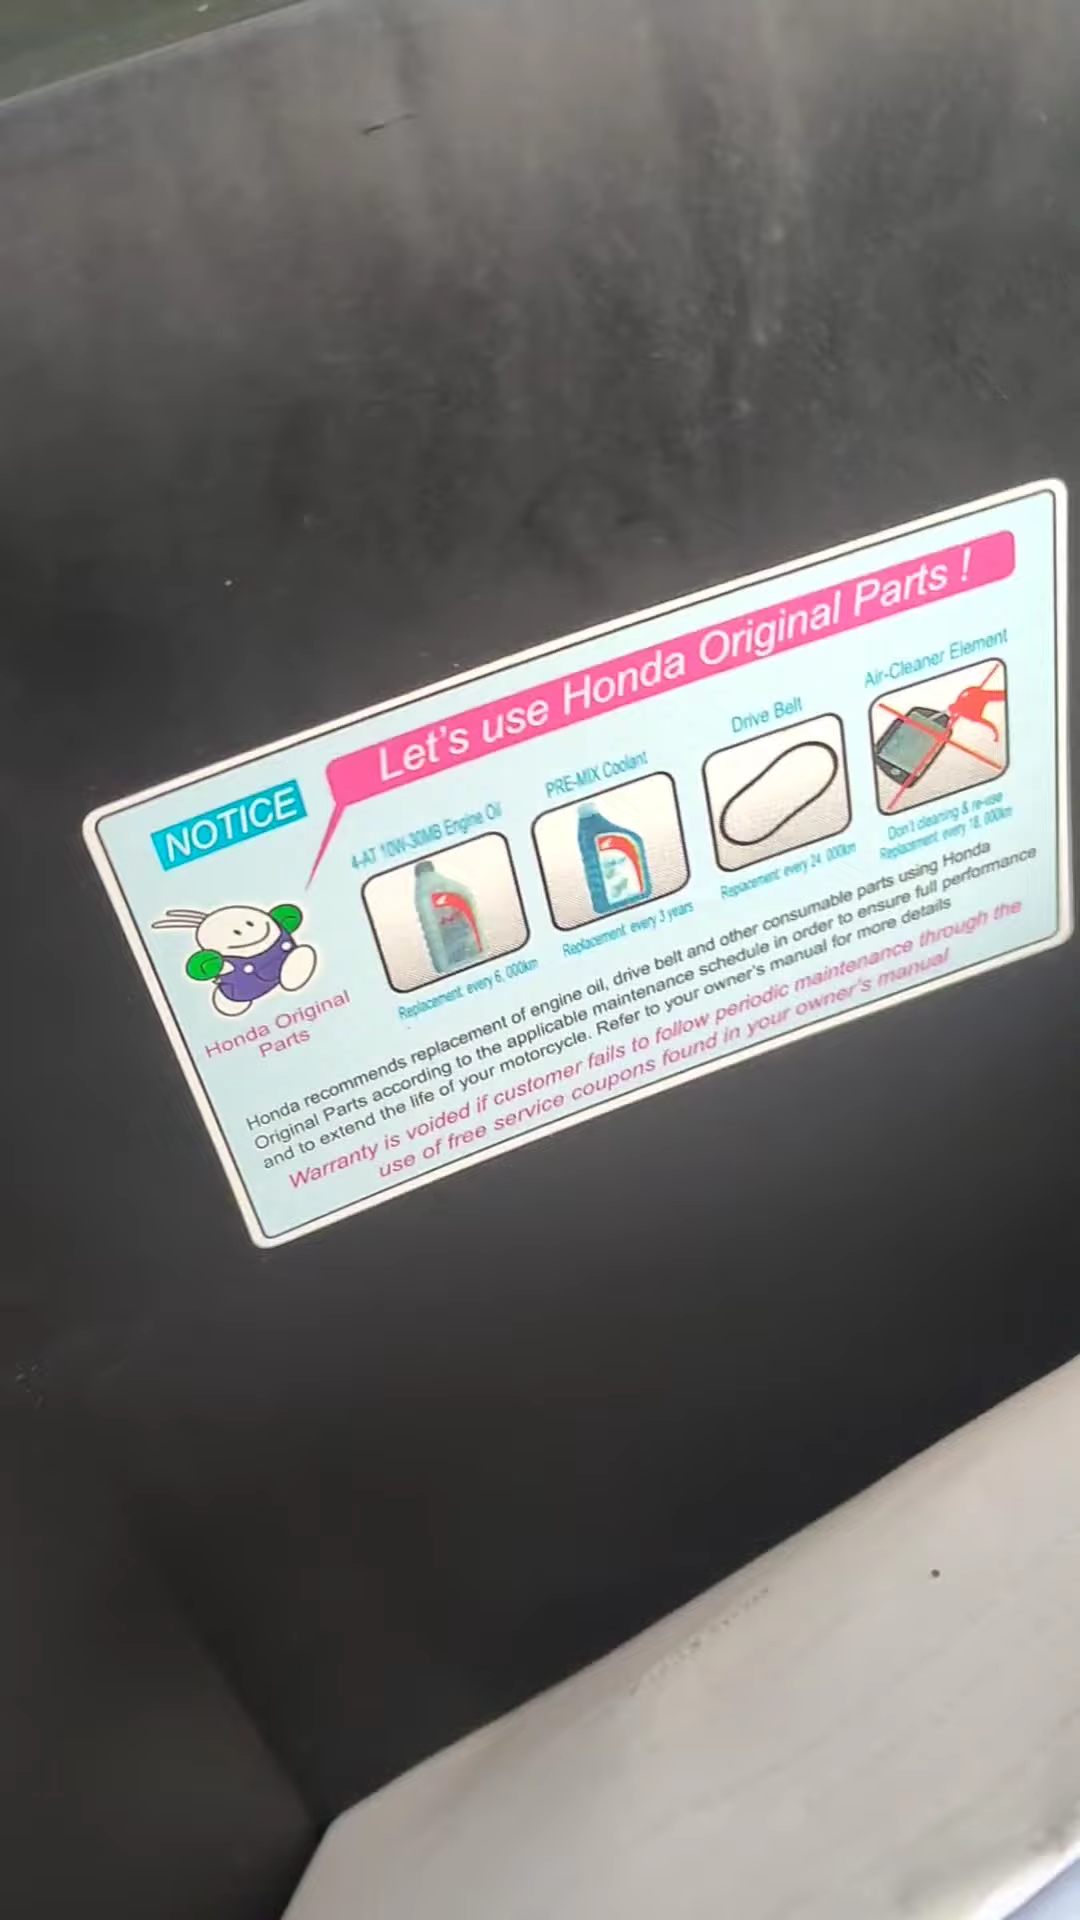 Let's use Honda Original Parts !
NOTICE
4-AT 10W-30MB Engine Oil
Replacement: every 6, 000km
PRE-MIX Coolant
Replacement: every 3 years
Drive Belt
Replacement: every 24, 000km
Air-Cleaner Element
Don't cleaning & re-use
Replacement: every 18, 000km
Honda Original
Parts
Honda recommends replacement of engine oil, drive belt and other consumable parts using Honda
Original Parts according to the applicable maintenance schedule in order to ensure full performance
and to extend the life of your motorcycle. Refer to your owner's manual for more details
Warranty is voided if customer fails to follow periodic maintenance through the
use of free service coupons found in your owner's manual